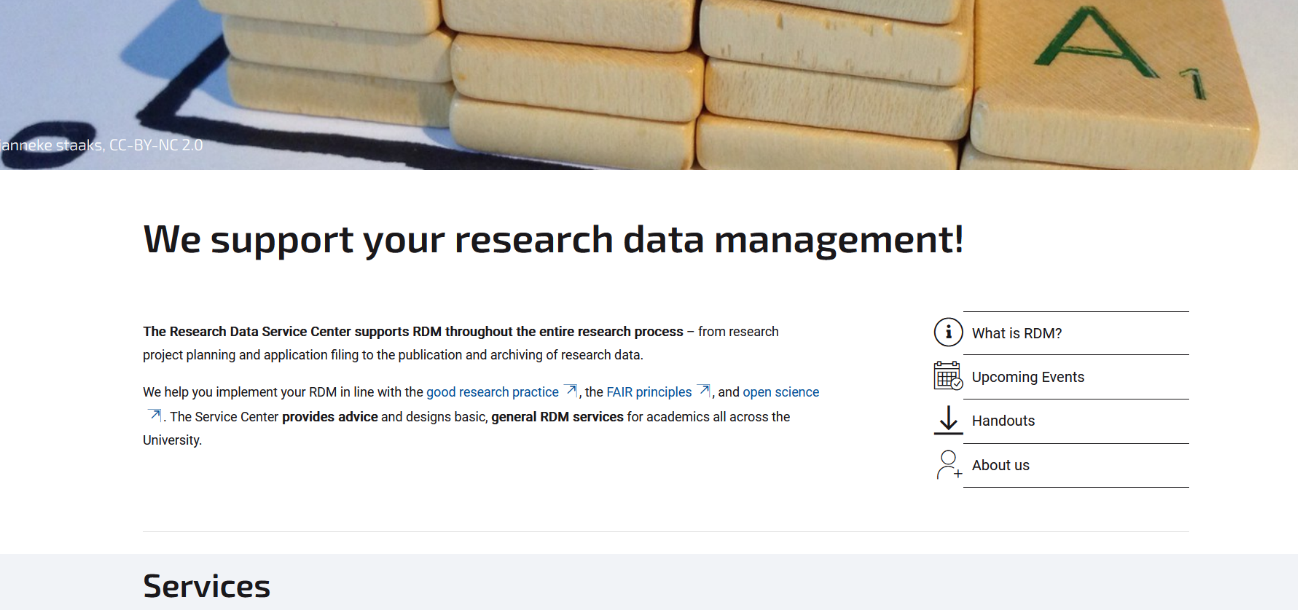 A
1
janneke staaks, CC-BY-NC 2.0
We support your research data management!
The Research Data Service Center supports RDM throughout the entire research process – from research
project planning and application filing to the publication and archiving of research data.
We help you implement your RDM in line with the good research practice, the FAIR principles, and open science
. The Service Center provides advice and designs basic, general RDM services for academics all across the
University.
What is RDM?
Upcoming Events
Handouts
About us
Services